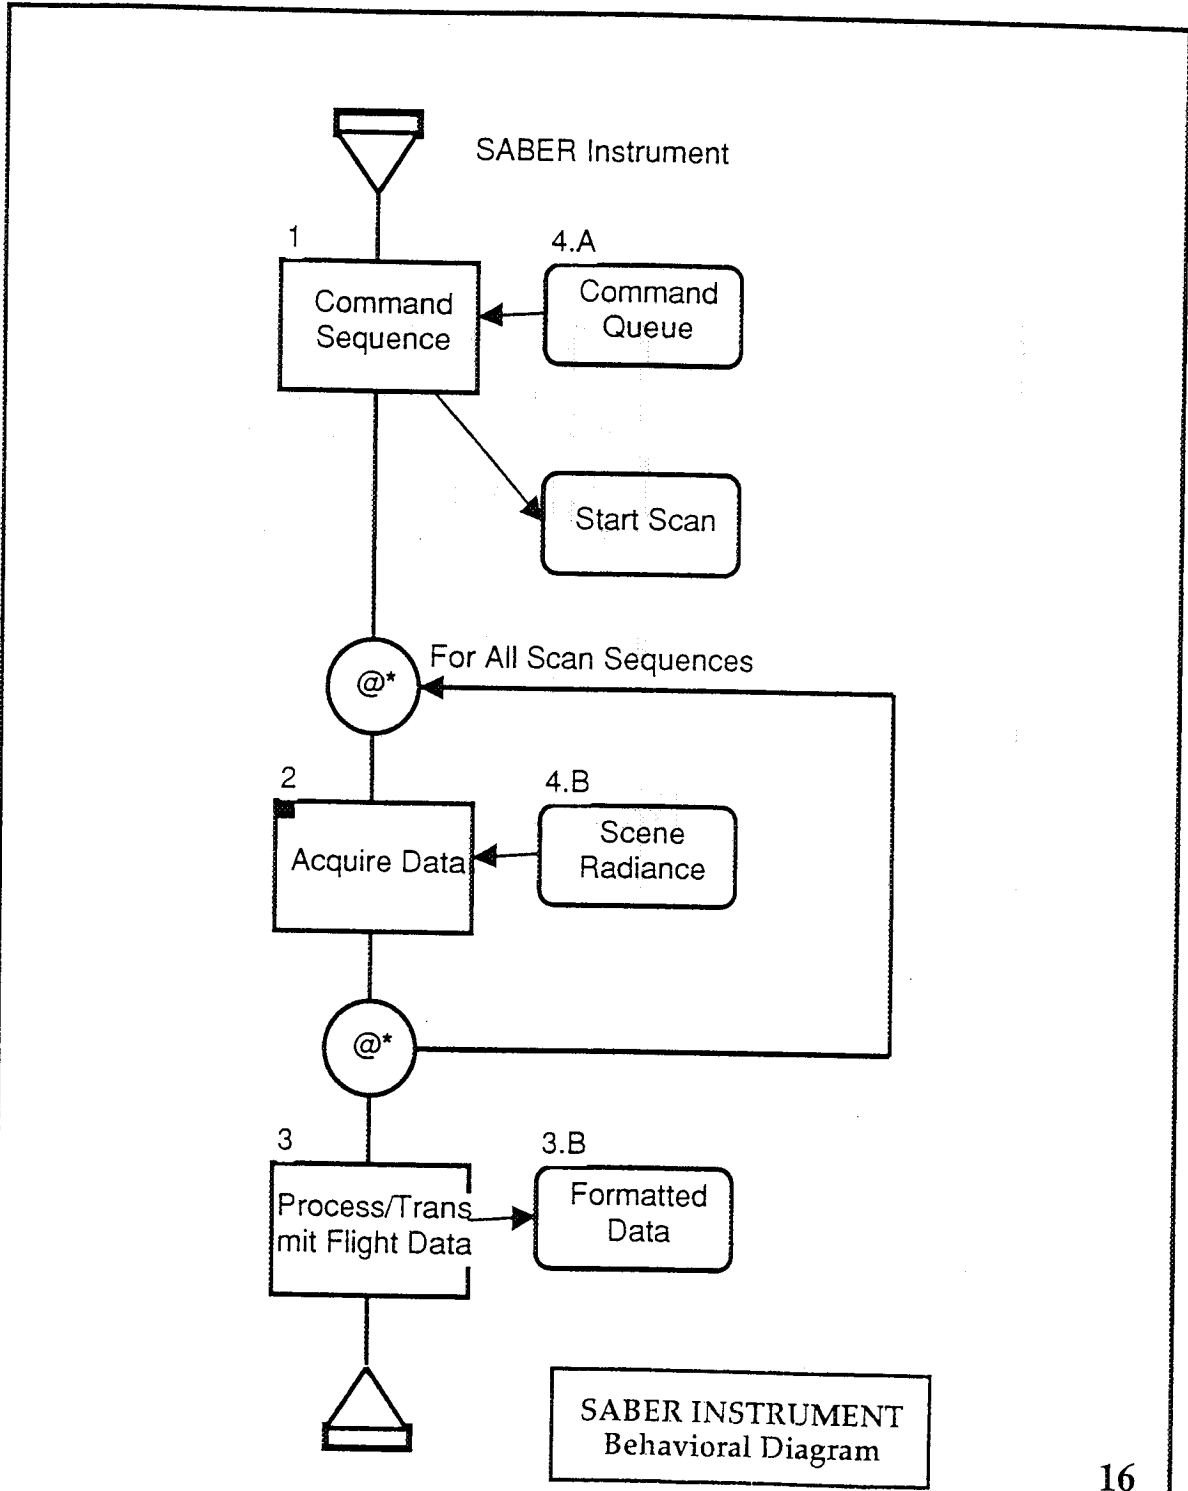 SABER Instrument
1
4.A
Command
Sequence
Command
Queue
Start Scan
For All Scan Sequences
@*
2
4.B
Acquire Data
Scene
Radiance
@*
3
3.B
Process/Trans
mit Flight Data
Formatted
Data
SABER INSTRUMENT
Behavioral Diagram
16